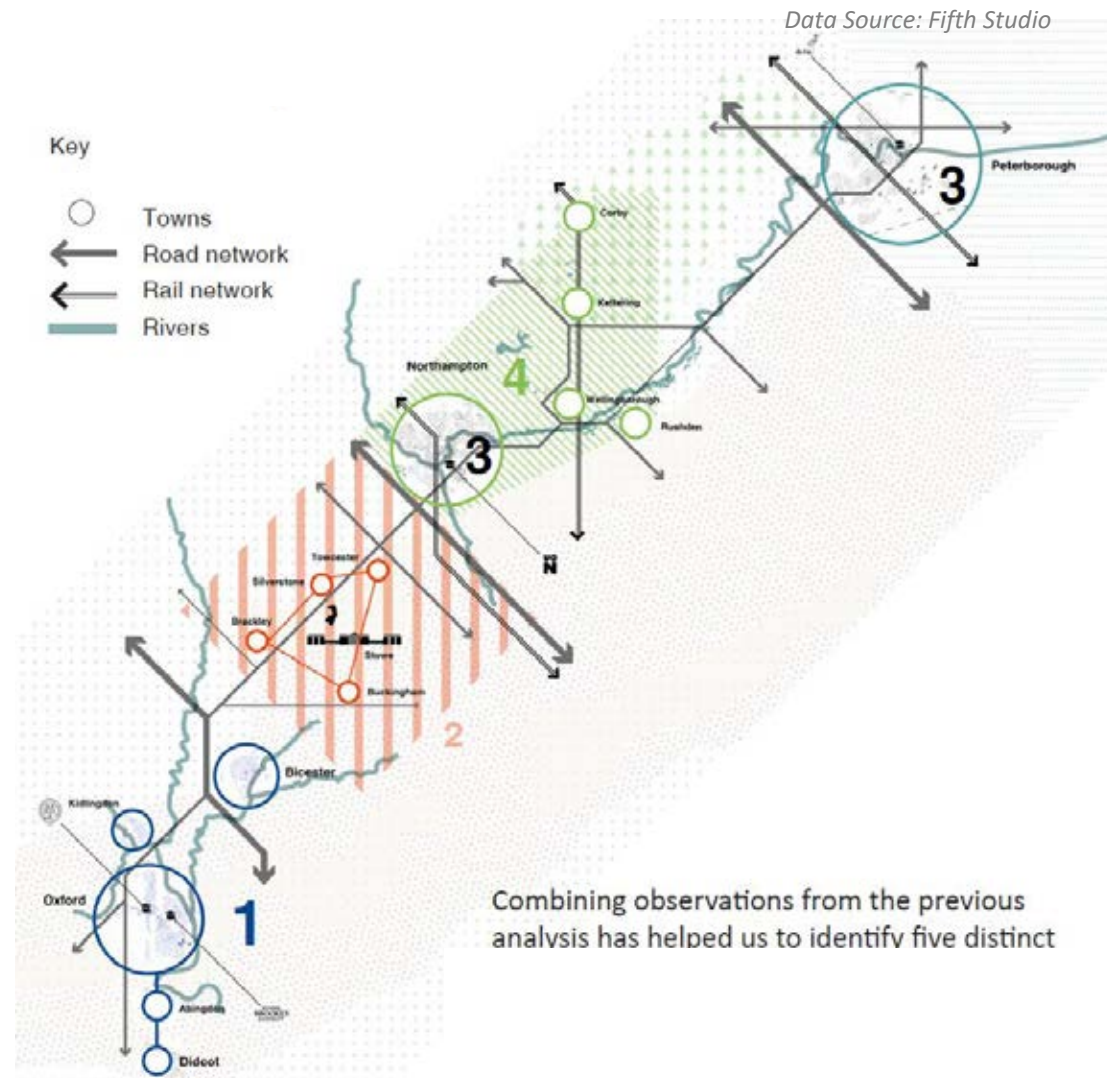 Data Source: Fifth Studio
Key
Towns
Road network
Rail network
Rivers
Peterborough
3
Corby
Kettering
Northampton
4
Wellingborough
Rushden
3
N
Towcester
Silverstone
Brackley
Stowe
Buckingham
2
Bicester
Kidlington
Oxford
1
Abingdon
Didcot
Combining observations from the previous
analysis has helped us to identify five distinct